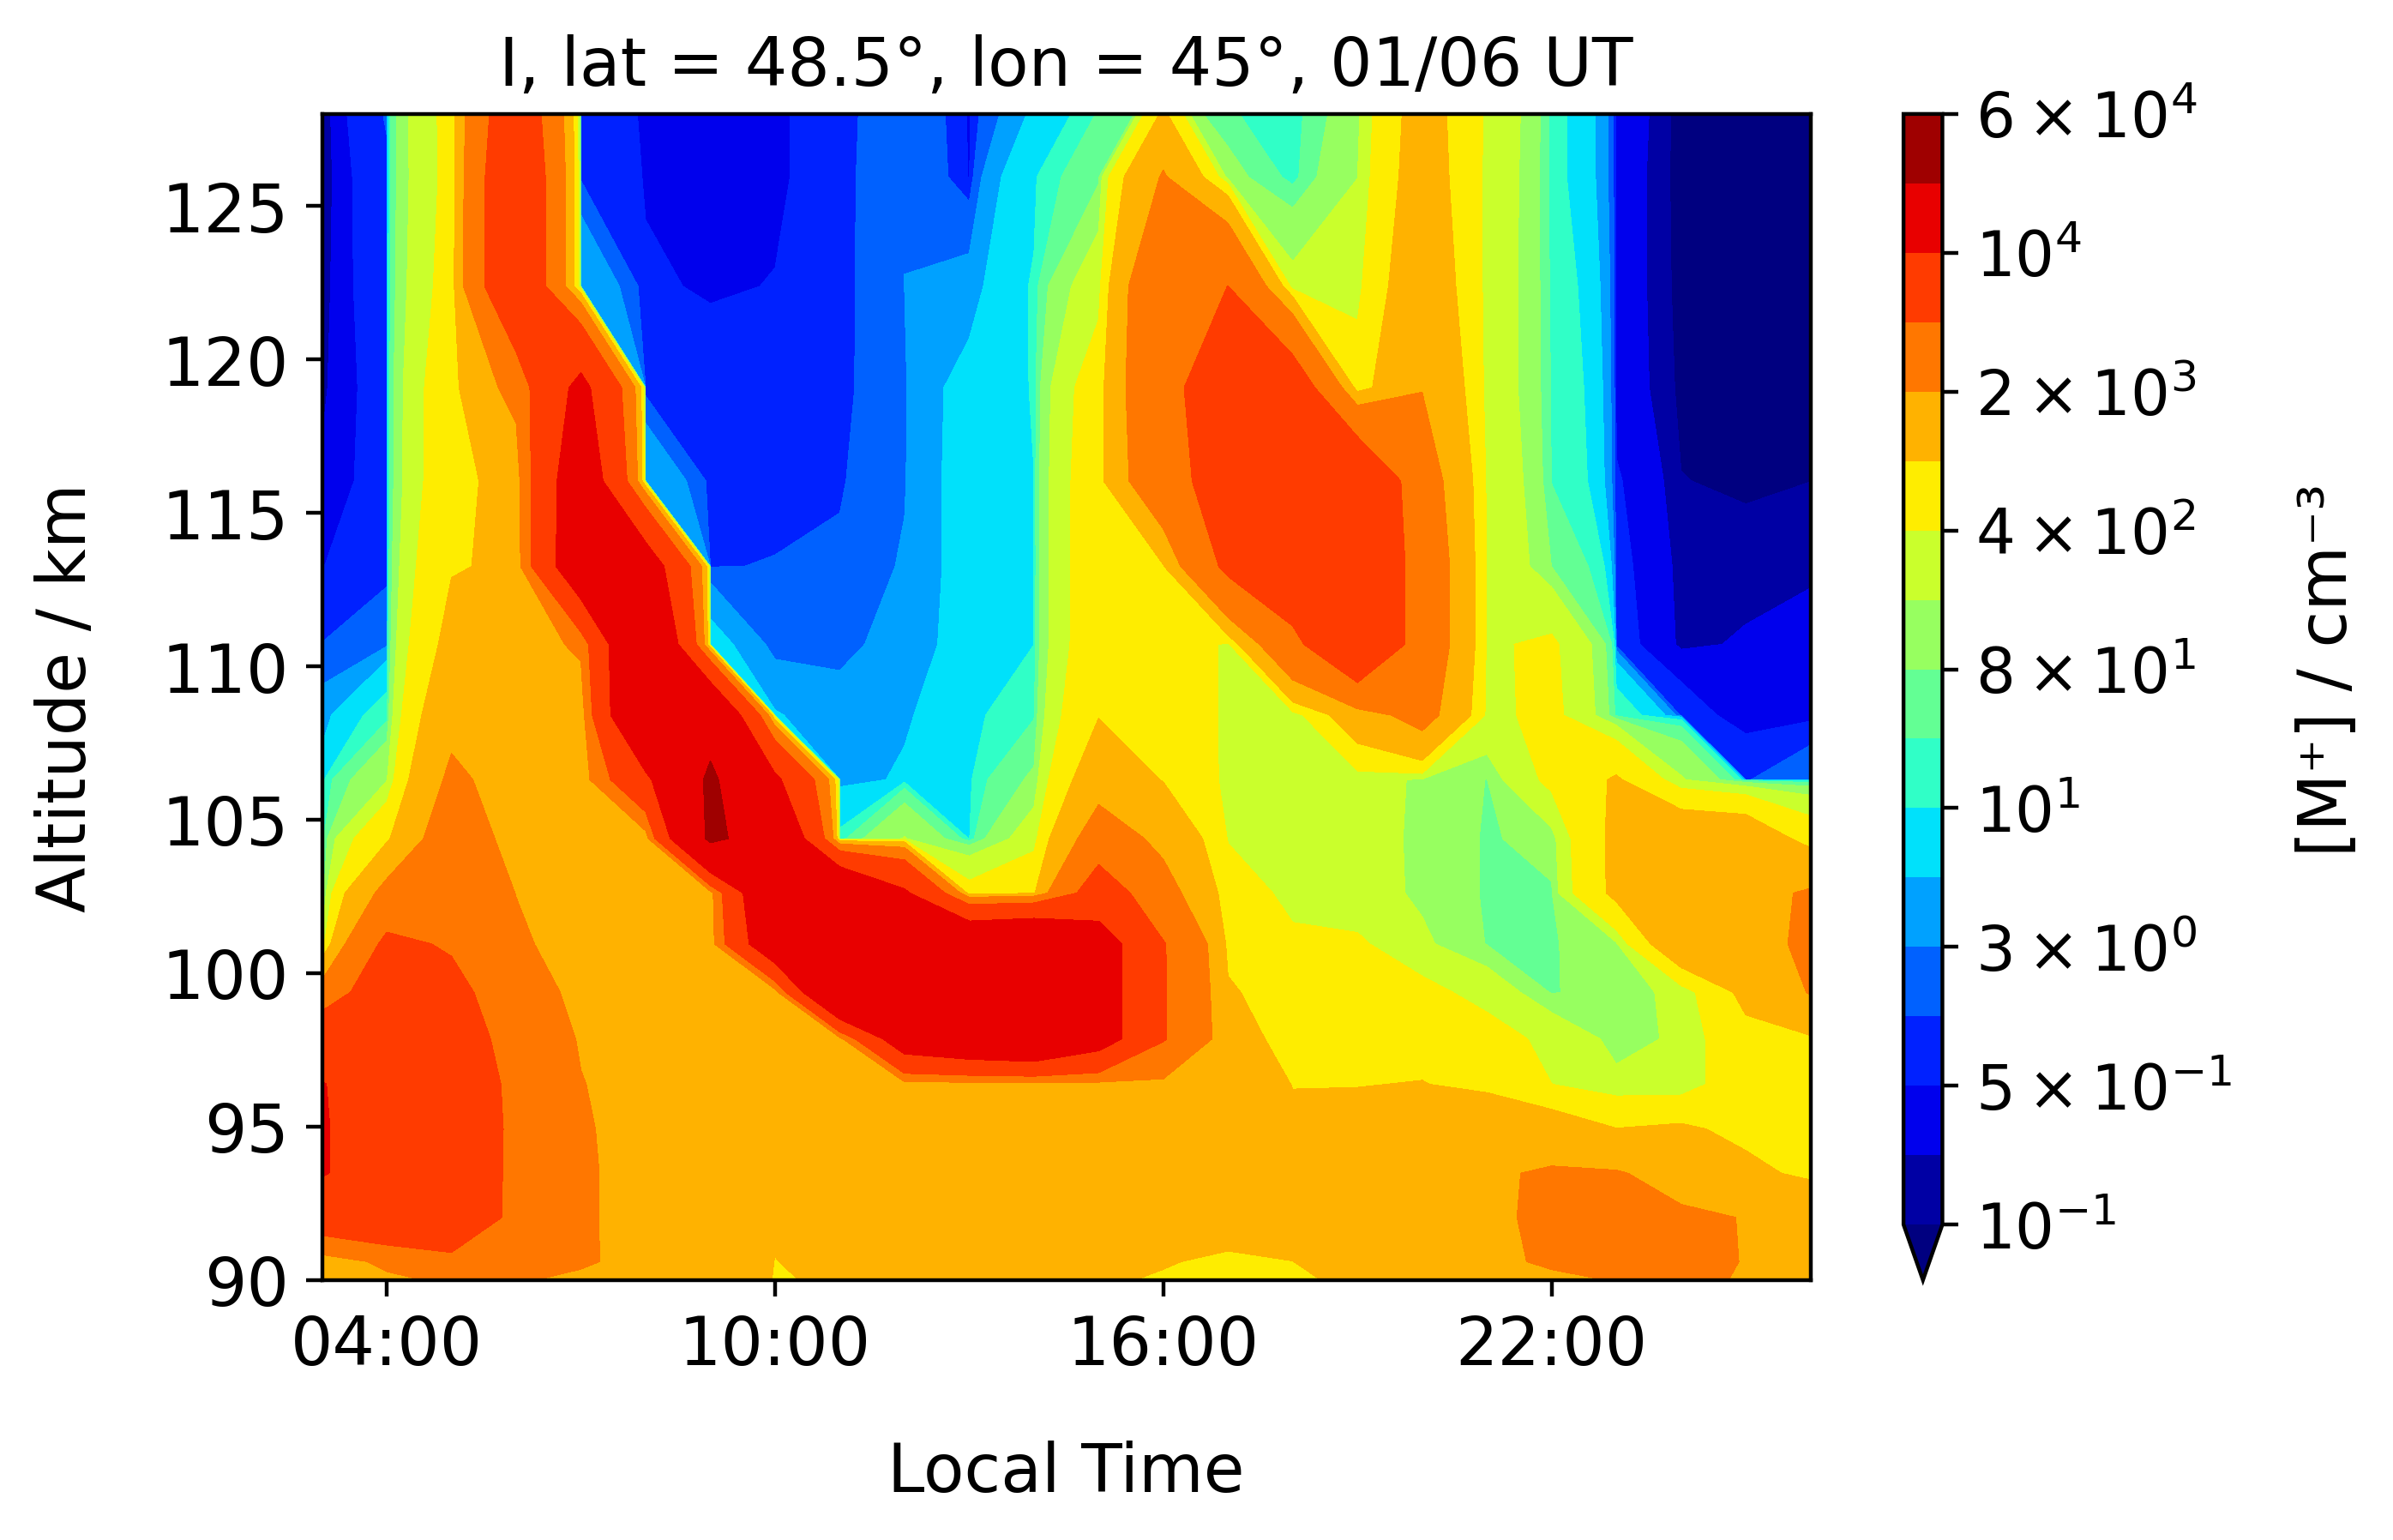 I, lat = 48.5°, lon = 45°, 01/06 UT
125
120
115
110
105
100
95
90
Altitude / km
04:00
10:00
16:00
22:00
Local Time
6 × 10⁴
10⁴
2 × 10³
4 × 10²
8 × 10¹
10¹
3 × 10⁰
5 × 10⁻¹
10⁻¹
[M⁺] / cm⁻³